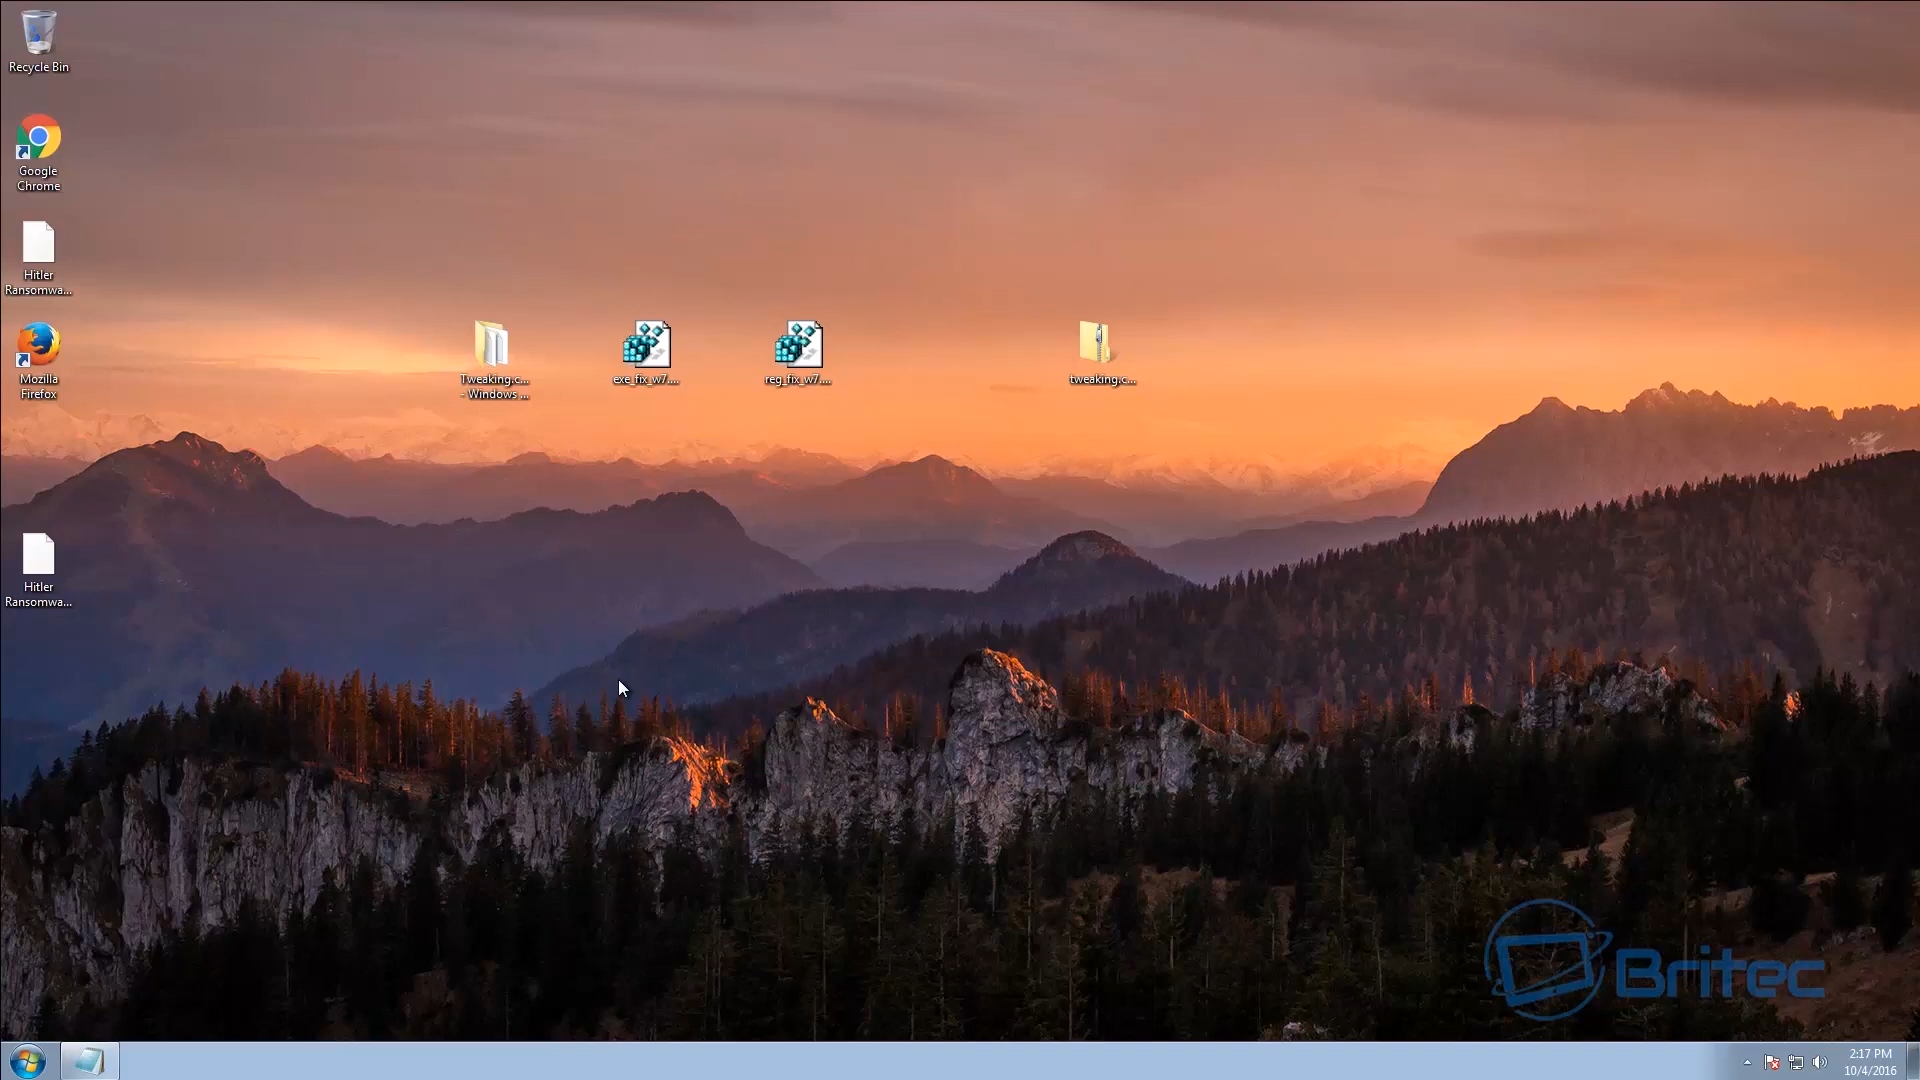 Recycle Bin
Google
Chrome
Hitler
Ransomwa...
Mozilla
Firefox
Hitler
Ransomwa...
Tweaking.c...
- Windows ...
exe_fix_w7....
reg_fix_w7....
tweaking.c...
Britec
2:17 PM
10/4/2016